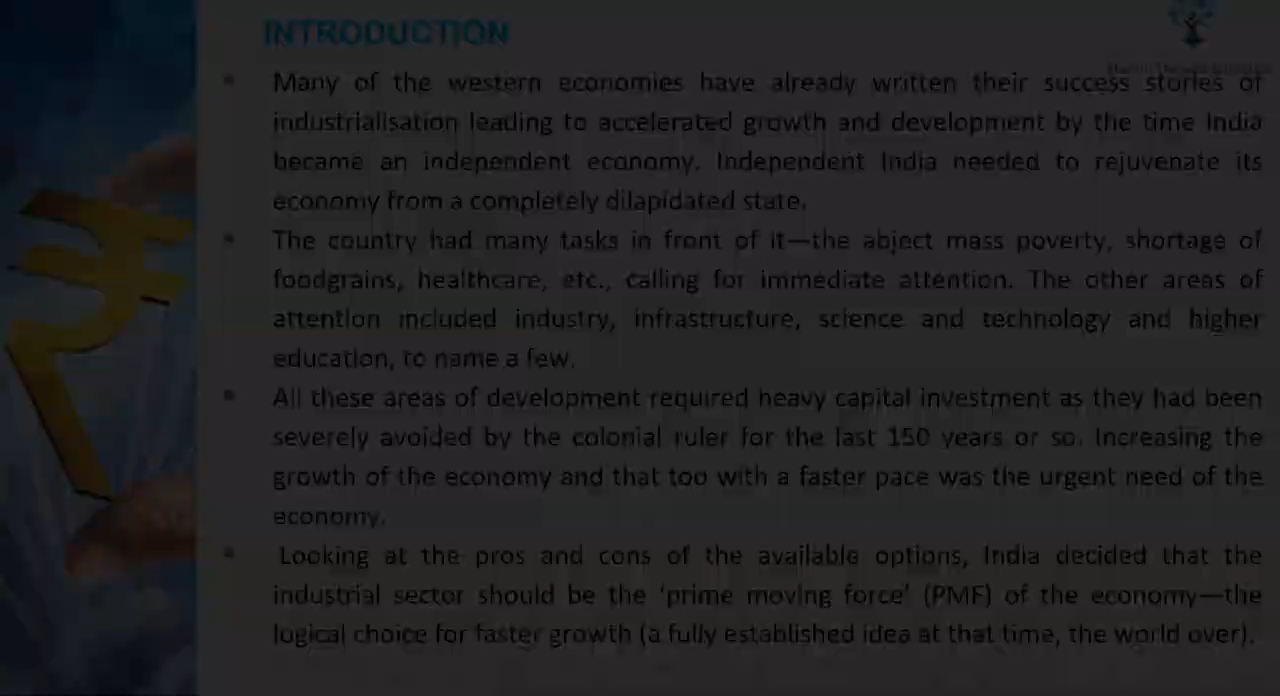 INTRODUCTION
Many of the western economies have already written their success stories of
industrialisation leading to accelerated growth and development by the time India
became an independent economy. Independent India needed to rejuvenate its
economy from a completely dilapidated state.
The country had many tasks in front of it—the abject mass poverty, shortage of
foodgrains, healthcare, etc., calling for immediate attention. The other areas of
attention included industry, infrastructure, science and technology and higher
education, to name a few.
All these areas of development required heavy capital investment as they had been
severely avoided by the colonial ruler for the last 150 years or so. Increasing the
growth of the economy and that too with a faster pace was the urgent need of the
economy.
Looking at the pros and cons of the available options, India decided that the
industrial sector should be the ‘prime moving force’ (PMF) of the economy—the
logical choice for faster growth (a fully established idea at that time, the world over).